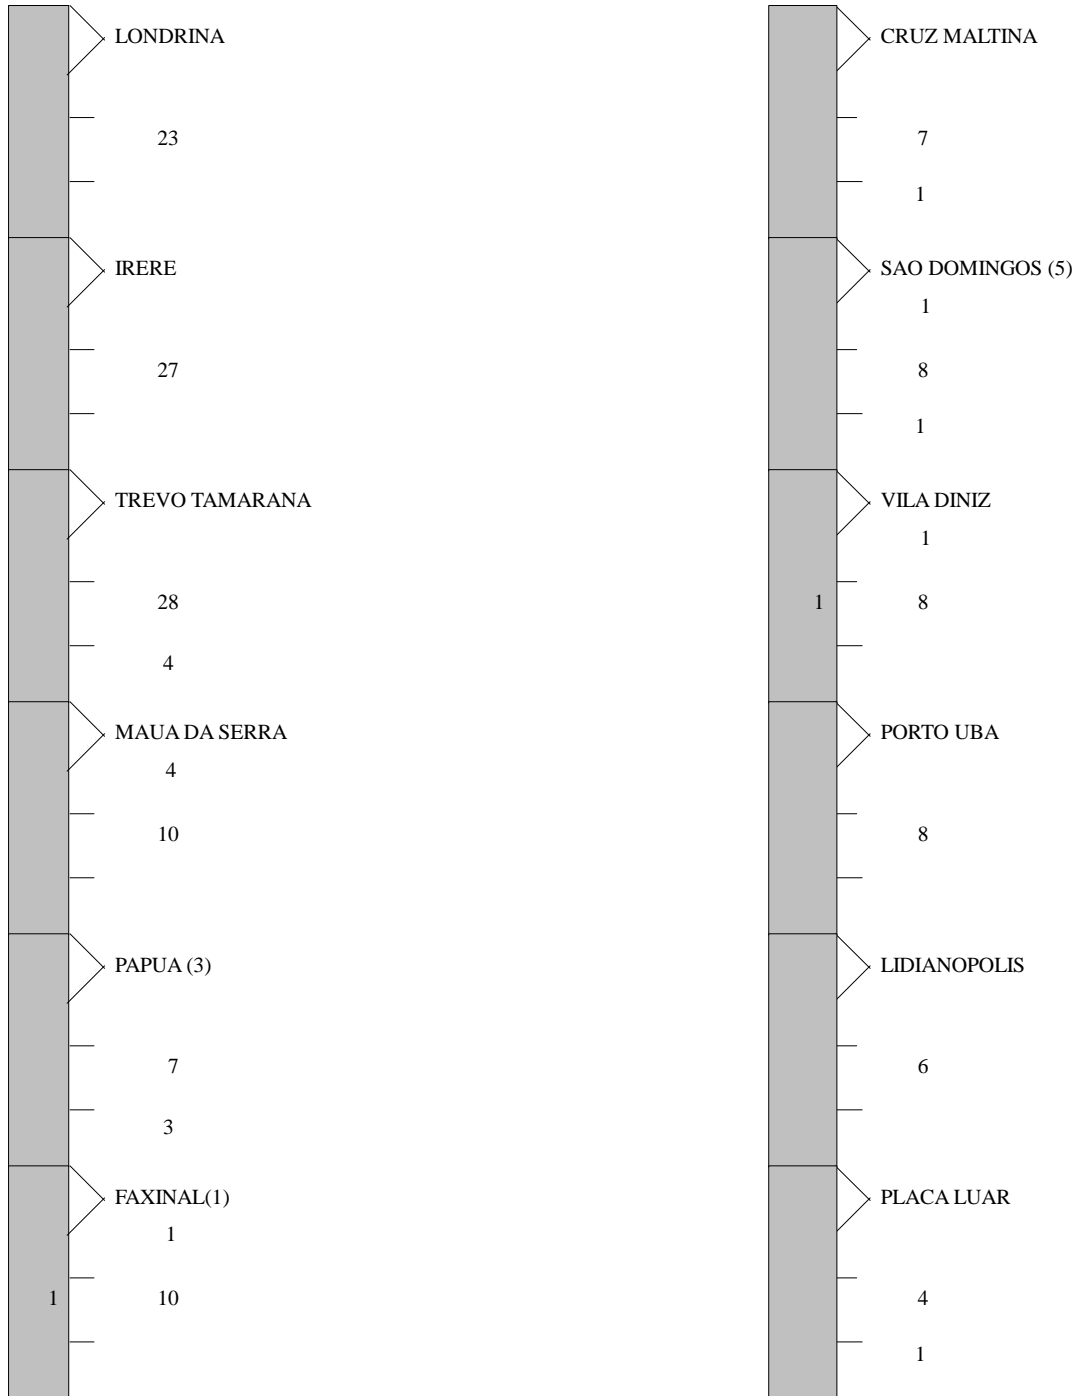 LONDRINA
23
IRERE
27
TREVO TAMARANA
28
4
MAUA DA SERRA
4
10
PAPUA (3)
7
3
FAXINAL(1)
1
1 10
CRUZ MALTINA
7
1
SAO DOMINGOS (5)
1
8
1
VILA DINIZ
1
1 8
PORTO UBA
8
LIDIANOPOLIS
6
PLACA LUAR
4
1